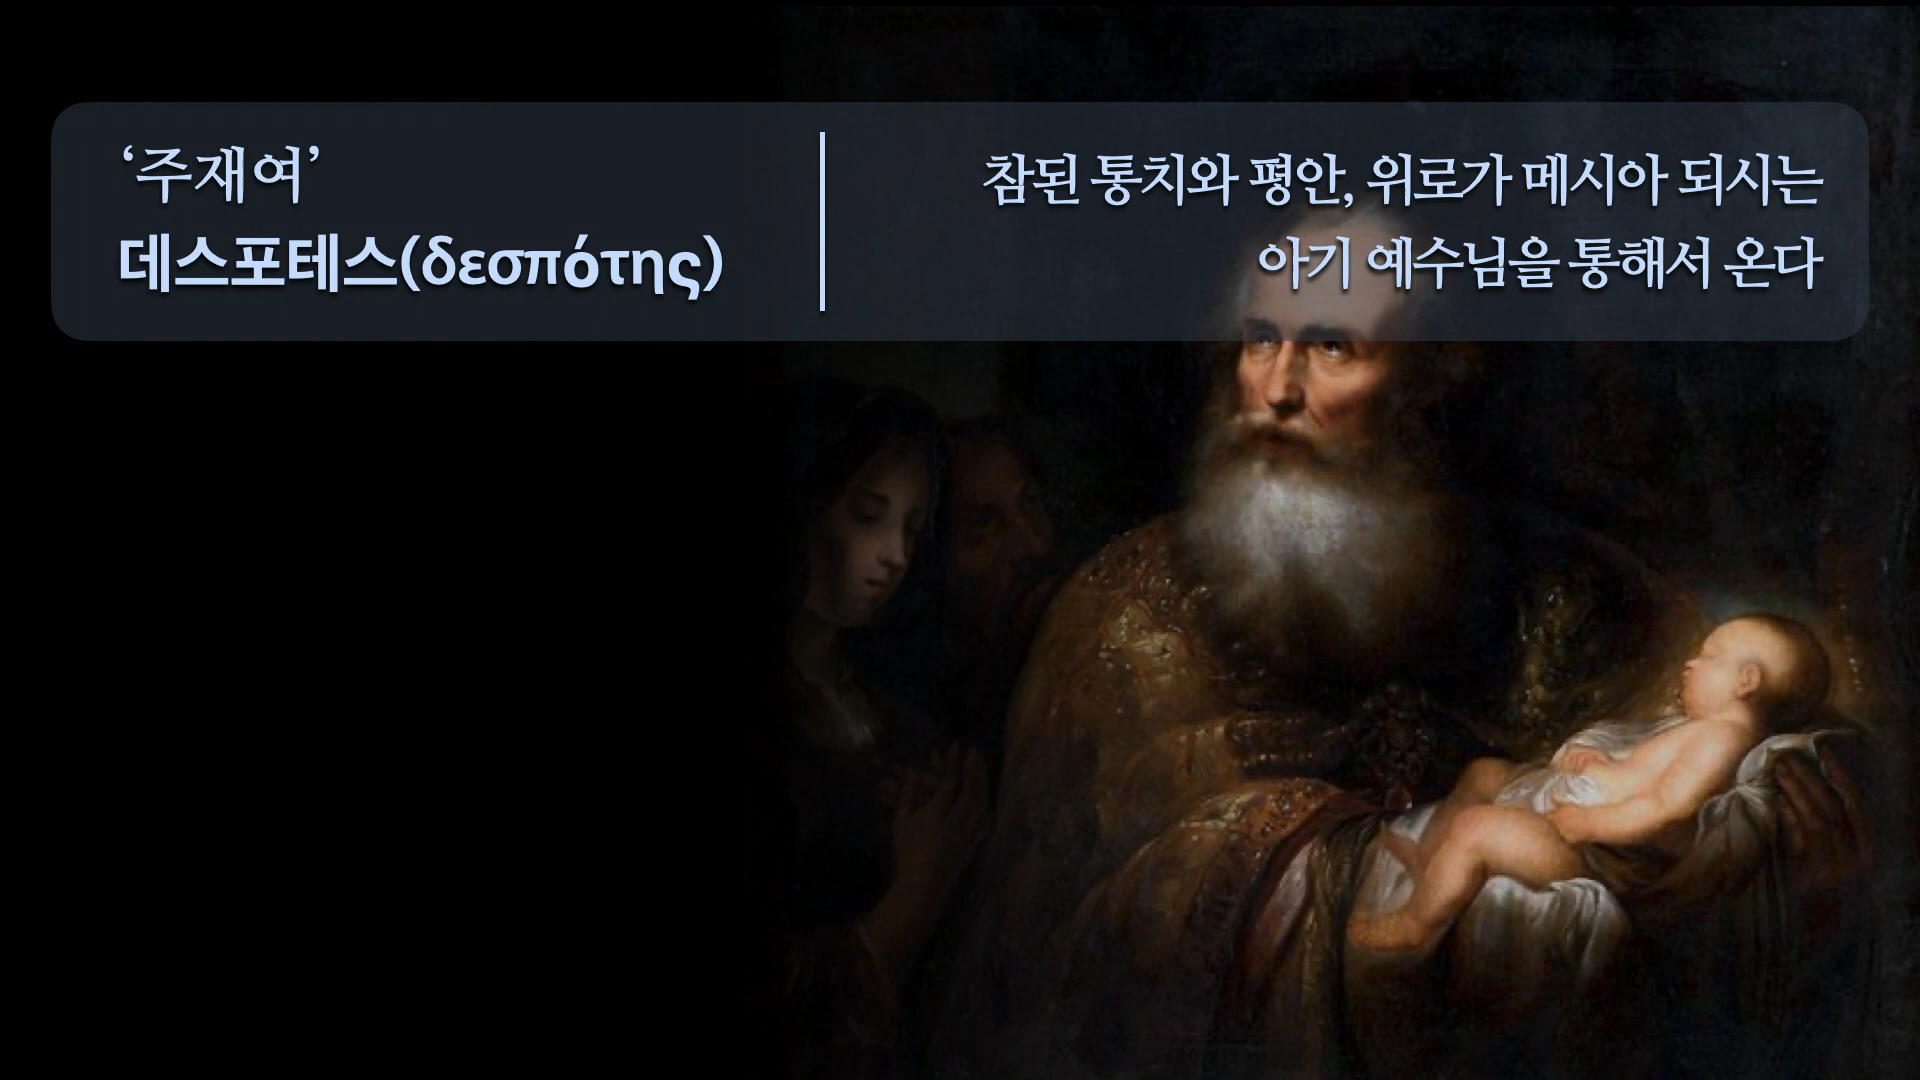 ‘주재여’
데스포테스(δεσπότης)
참된 통치와 평안, 위로가 메시아 되시는
아기 예수님을 통해서 온다